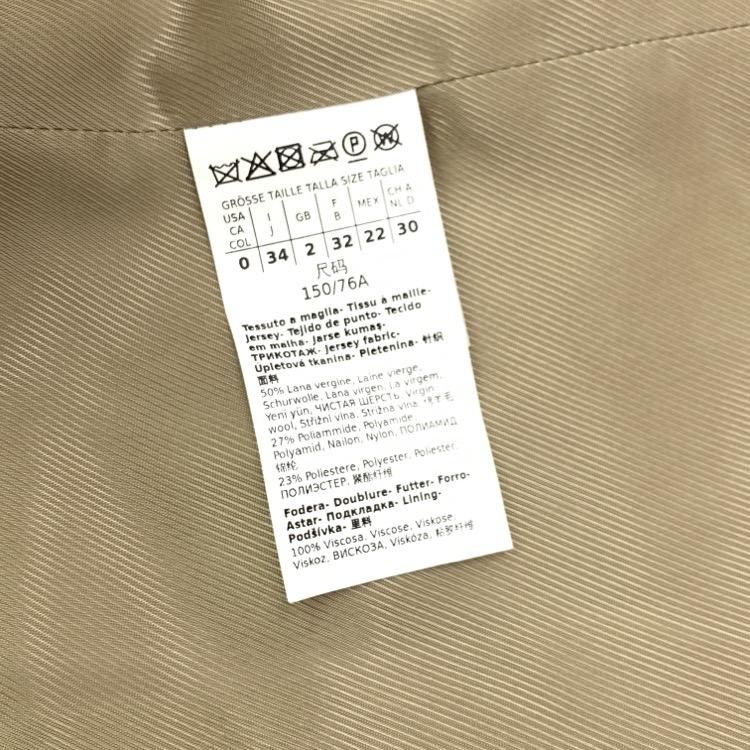 GRÖSSE TAILLE TALLA SIZE TAGLIA
USA CA COL I J GB F B MEX CH A NL D
0 34 2 32 22 30
尺码
150/76A
Tessuto a maglia- Tissu à maille-
Jersey- Tejido de punto- Tecido
em malha- Jarse kumaş-
ТРИКОТАЖ- Jersey fabric-
Upletová tkanina- Pletenina- 针织
面料
50% Lana vergine, Laine vierge,
Schurwolle, Lana virgen, La virgem,
Yeni yün, ЧИСТАЯ ШЕРСТЬ, Virgin
wool, Střižní vlna, Strižna vlna, 绵羊毛
27% Poliammide, Polyamide,
Polyamid, Nailon, Nylon, ПОЛИАМИД
锦纶
23% Poliestere, Polyester, Poliester,
ПОЛИЭСТЕР, 聚酯纤维
Fodera- Doublure- Futter- Forro-
Astar- Подкладка- Lining-
Podšívka- 里料
100% Viscosa, Viscose, Viskose,
Viskoz, ВИСКОЗА, Viskóza, 粘胶纤维